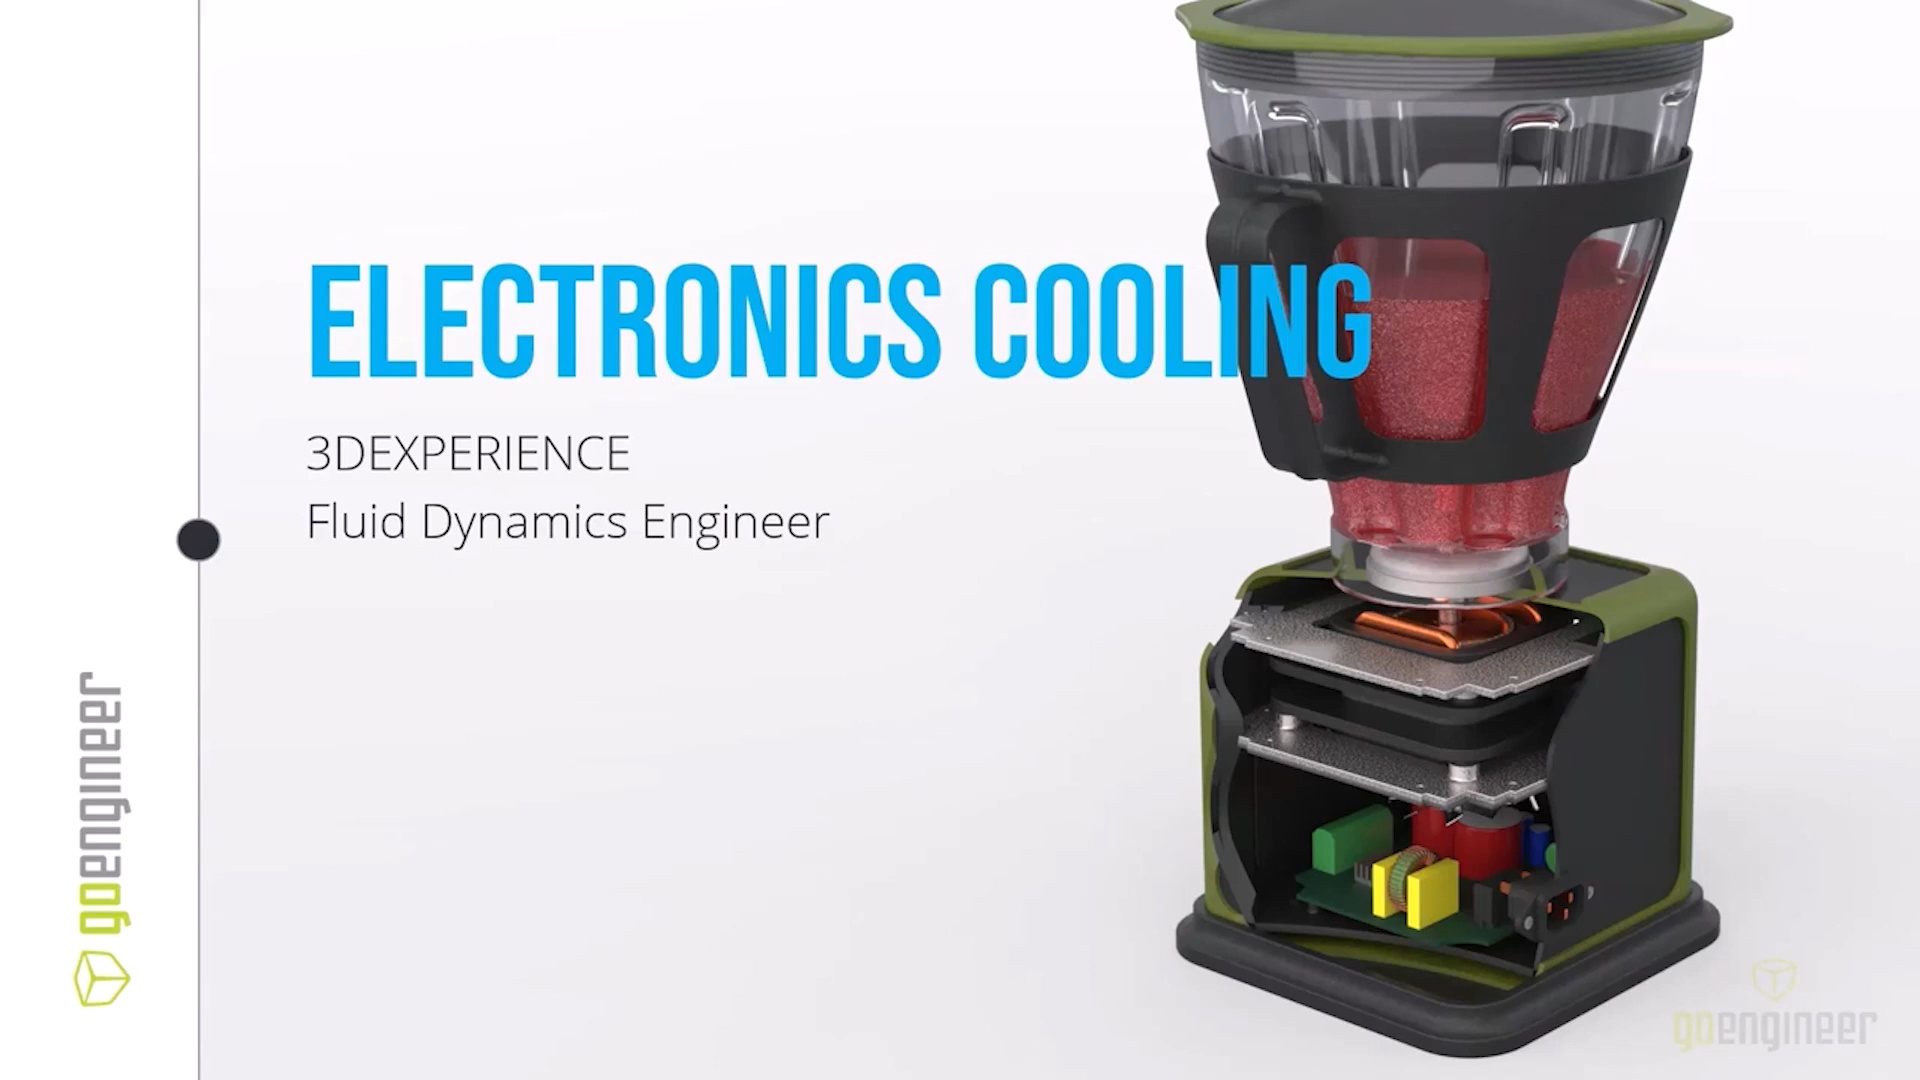 ELECTRONICS COOLING
3DEXPERIENCE
Fluid Dynamics Engineer
goengineer
goengineer